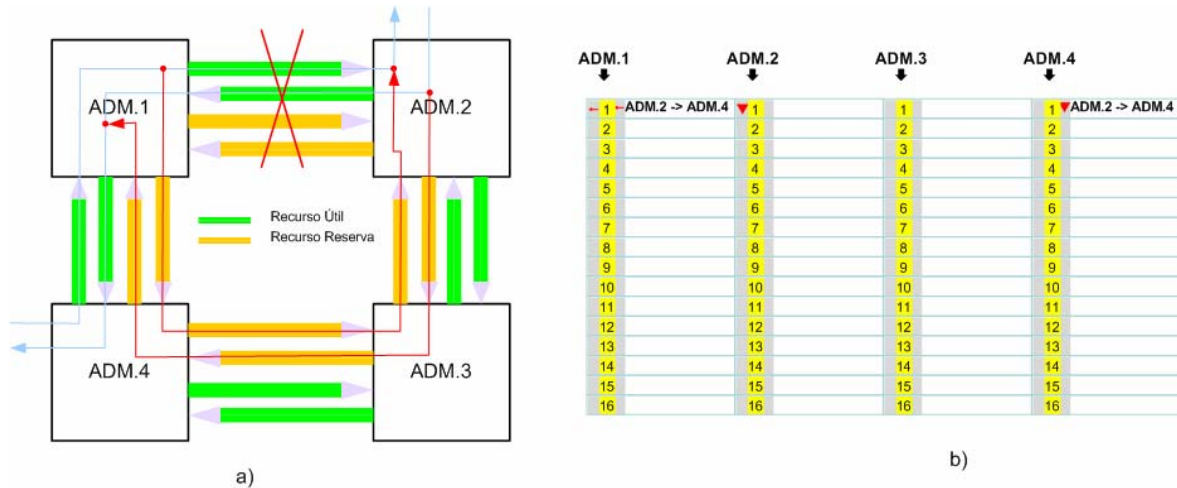 ADM.1
ADM.2
Recurso Útil
Recurso Reserva
ADM.4
ADM.3
a)
ADM.1 ADM.2 ADM.3 ADM.4
1 ADM.2 -> ADM.4 1 1 1 ADM.2 -> ADM.4
2 2 2 2
3 3 3 3
4 4 4 4
5 5 5 5
6 6 6 6
7 7 7 7
8 8 8 8
9 9 9 9
10 10 10 10
11 11 11 11
12 12 12 12
13 13 13 13
14 14 14 14
15 15 15 15
16 16 16 16
b)